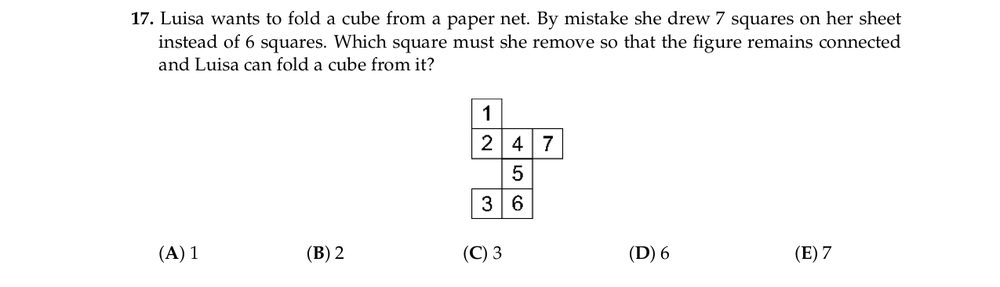 17. Luisa wants to fold a cube from a paper net. By mistake she drew 7 squares on her sheet
instead of 6 squares. Which square must she remove so that the figure remains connected
and Luisa can fold a cube from it?
1
2 4 7
5
3 6
(A) 1 (B) 2 (C) 3 (D) 6 (E) 7